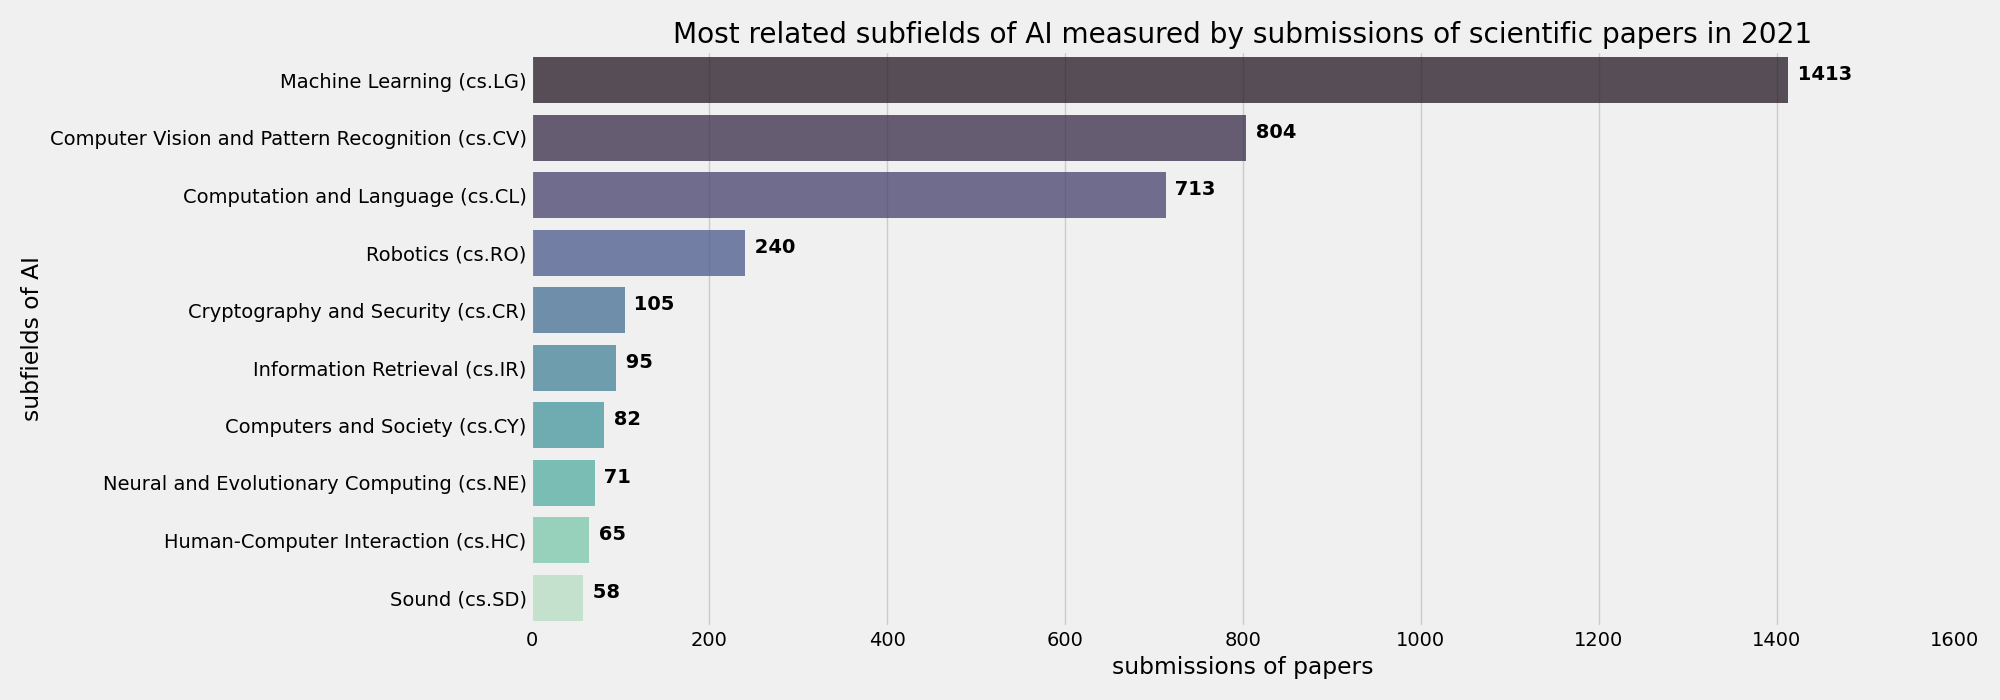 Most related subfields of AI measured by submissions of scientific papers in 2021
Machine Learning (cs.LG) 1413
Computer Vision and Pattern Recognition (cs.CV) 804
Computation and Language (cs.CL) 713
Robotics (cs.RO) 240
Cryptography and Security (cs.CR) 105
Information Retrieval (cs.IR) 95
Computers and Society (cs.CY) 82
Neural and Evolutionary Computing (cs.NE) 71
Human-Computer Interaction (cs.HC) 65
Sound (cs.SD) 58
subfields of AI
0 200 400 600 800 1000 1200 1400 1600
submissions of papers